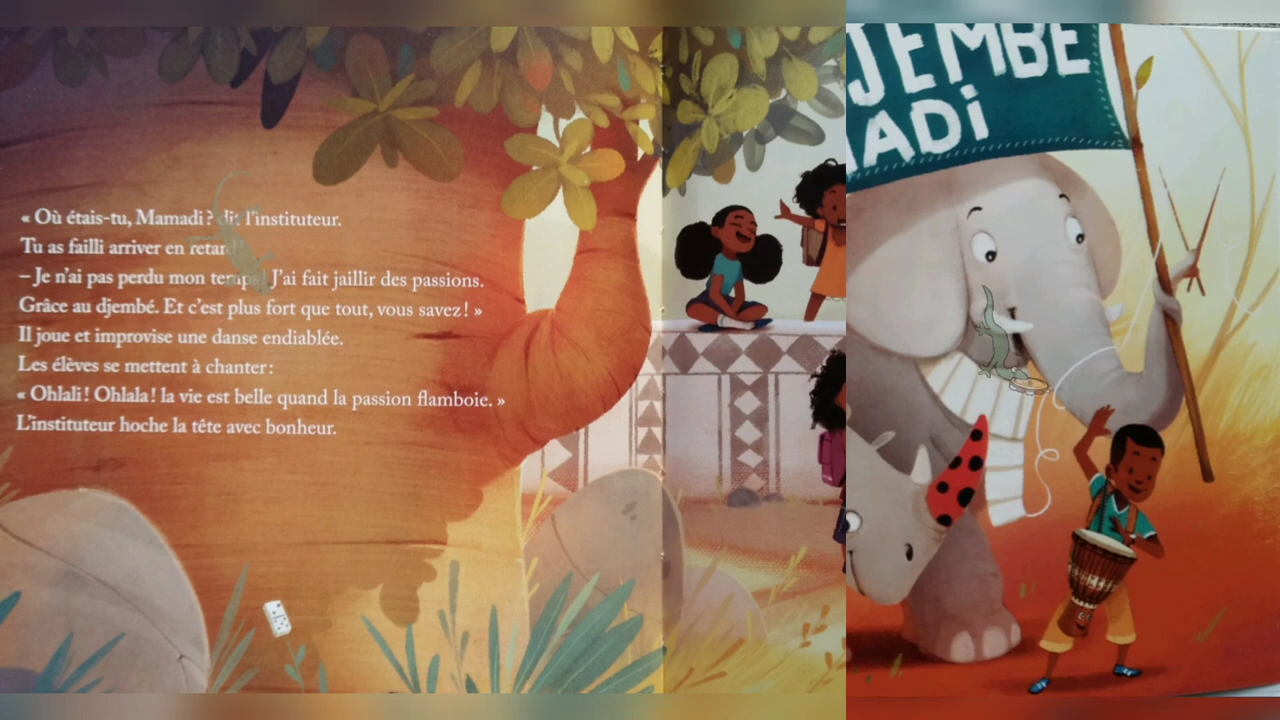 « Où étais-tu, Mamadi ? dit l'instituteur.
Tu as failli arriver en retard
– Je n'ai pas perdu mon temps ! J'ai fait jaillir des passions.
Grâce au djembé. Et c'est plus fort que tout, vous savez ! »
Il joue et improvise une danse endiablée.
Les élèves se mettent à chanter :
« Ohlali ! Ohlala ! la vie est belle quand la passion flamboie. »
L'instituteur hoche la tête avec bonheur.
JEMBE
ADi